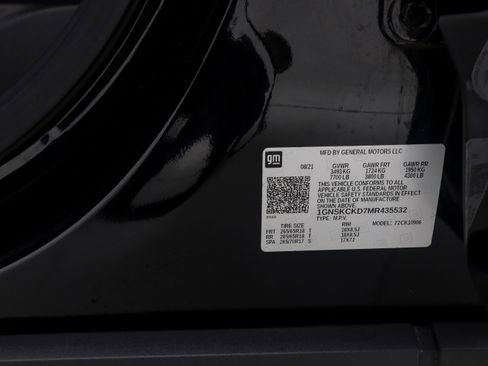 gm
MFD BY GENERAL MOTORS LLC
08/21 GVWR GAWR FRT GAWR RR
3493 KG 1724 KG 1950 KG
7700 LB 3800 LB 4300 LB
THIS VEHICLE CONFORMS TO ALL
APPLICABLE U.S. FEDERAL MOTOR
VEHICLE SAFETY STANDARDS IN EFFECT
ON THE DATE OF MANUFACTURE
SHOWN ABOVE.
1GNSKCKD7MR435532
TYPE: M.P.V. MODEL: 72CK10906
TIRE SIZE RIM
FRT 265/65R18 T 18X8.5J
RR 265/65R18 T 18X8.5J
SPA 265/70R17 S 17X7J